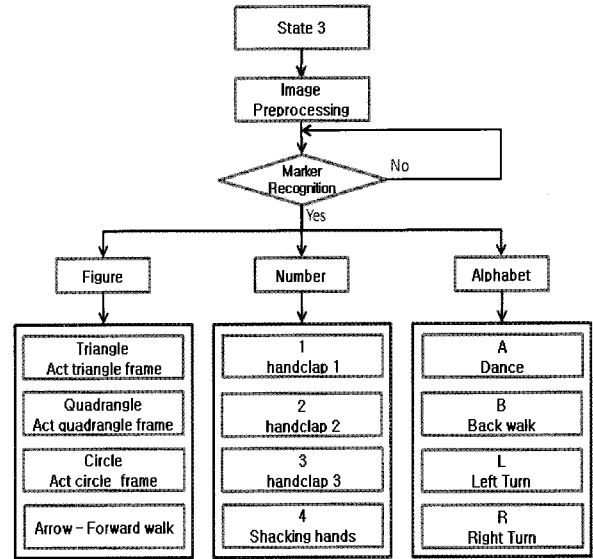 State 3
Image
Preprocessing
Marker
Recognition
No
Yes
Figure
Number
Alphabet
Triangle
Act triangle frame
Quadrangle
Act quadrangle frame
Circle
Act circle frame
Arrow – Forward walk
1
handclap 1
2
handclap 2
3
handclap 3
4
Shacking hands
A
Dance
B
Back walk
L
Left Turn
R
Right Turn